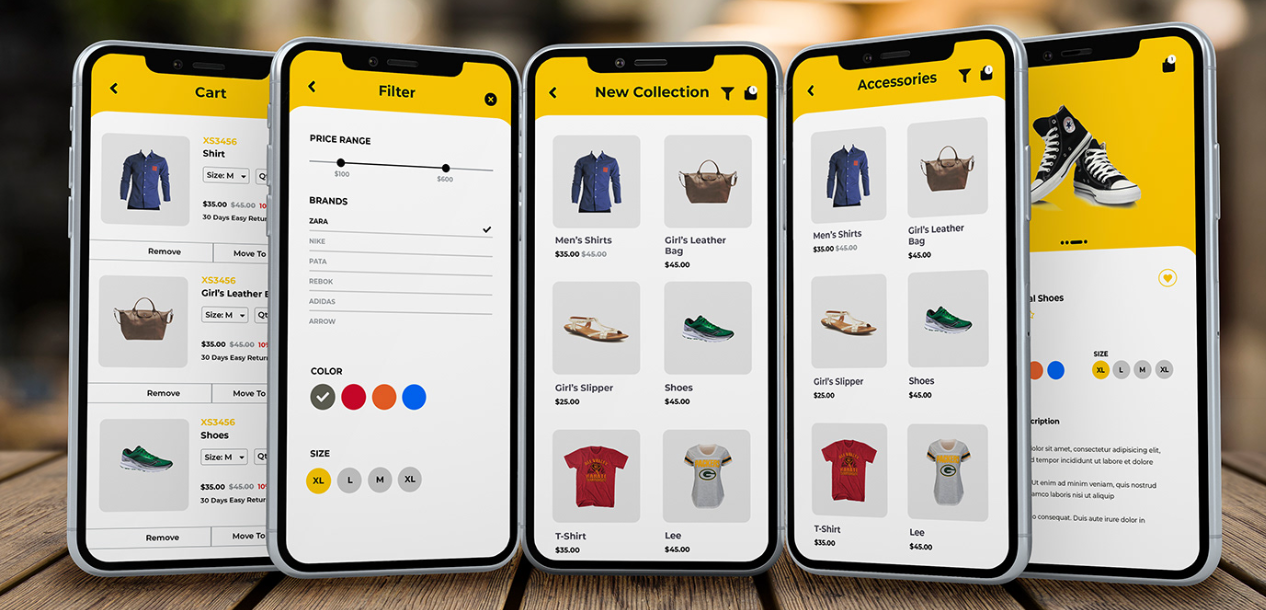 Cart
XS3456
Shirt
Size: M
$35.00 $45.00
30 Days Easy Retur
Remove
Move To
XS3456
Girl's Leather
Size: M
$35.00 $45.00
30 Days Easy Retur
Remove
Move To
XS3456
Shoes
Size: M
$35.00 $45.00
30 Days Easy Retur
Remove
Move To
Filter
PRICE RANGE
$100
$600
BRANDS
ZARA
NIKE
PATA
REBOK
ADIDAS
ARROW
COLOR
SIZE
XL
L
M
XL
New Collection
Men's Shirts
$35.00 $45.00
Girl's Leather
Bag
$45.00
Girl's Slipper
$25.00
Shoes
$45.00
T-Shirt
$35.00
Lee
$45.00
Accessories
Men's Shirts
$35.00 $45.00
Girl's Leather
Bag
$45.00
Girl's Slipper
$25.00
Shoes
$45.00
T-Shirt
$35.00
Lee
$45.00
al Shoes
SIZE
XL
L
M
XL
cription
olor sit amet, consectetur adipisicing elit,
d tempor incididunt ut labore et dolore
Ut enim ad minim veniam, quis nostrud
amco laboris nisi ut aliquip
o consequat. Duis aute irure dolor in